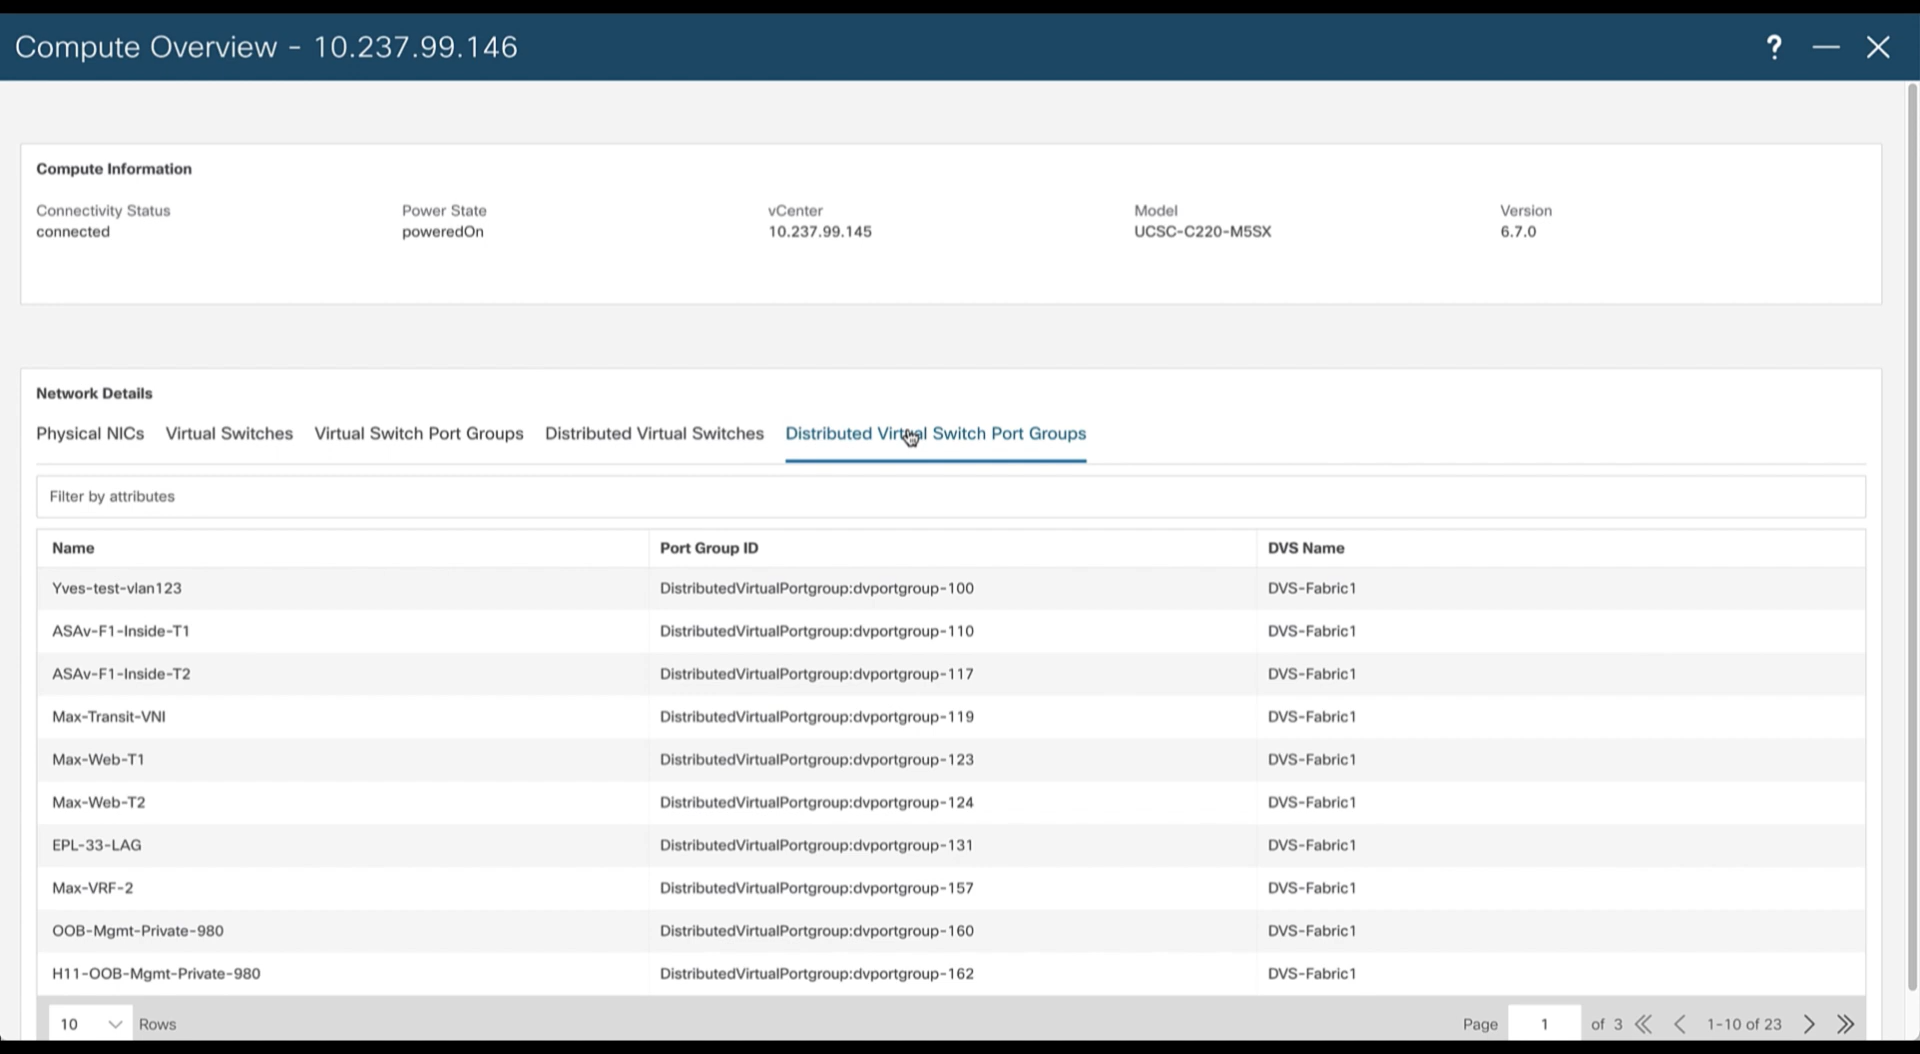 Compute Overview - 10.237.99.146
?
Compute Information
Connectivity Status Power State vCenter Model Version
connected poweredOn 10.237.99.145 UCSC-C220-M5SX 6.7.0
Network Details
Physical NICs Virtual Switches Virtual Switch Port Groups Distributed Virtual Switches Distributed Virtual Switch Port Groups
Filter by attributes
Name Port Group ID DVS Name
Yves-test-vlan123 DistributedVirtualPortgroup:dvportgroup-100 DVS-Fabric1
ASAv-F1-Inside-T1 DistributedVirtualPortgroup:dvportgroup-110 DVS-Fabric1
ASAv-F1-Inside-T2 DistributedVirtualPortgroup:dvportgroup-117 DVS-Fabric1
Max-Transit-VNI DistributedVirtualPortgroup:dvportgroup-119 DVS-Fabric1
Max-Web-T1 DistributedVirtualPortgroup:dvportgroup-123 DVS-Fabric1
Max-Web-T2 DistributedVirtualPortgroup:dvportgroup-124 DVS-Fabric1
EPL-33-LAG DistributedVirtualPortgroup:dvportgroup-131 DVS-Fabric1
Max-VRF-2 DistributedVirtualPortgroup:dvportgroup-157 DVS-Fabric1
OOB-Mgmt-Private-980 DistributedVirtualPortgroup:dvportgroup-160 DVS-Fabric1
H11-OOB-Mgmt-Private-980 DistributedVirtualPortgroup:dvportgroup-162 DVS-Fabric1
10 Rows Page 1 of 3 1-10 of 23